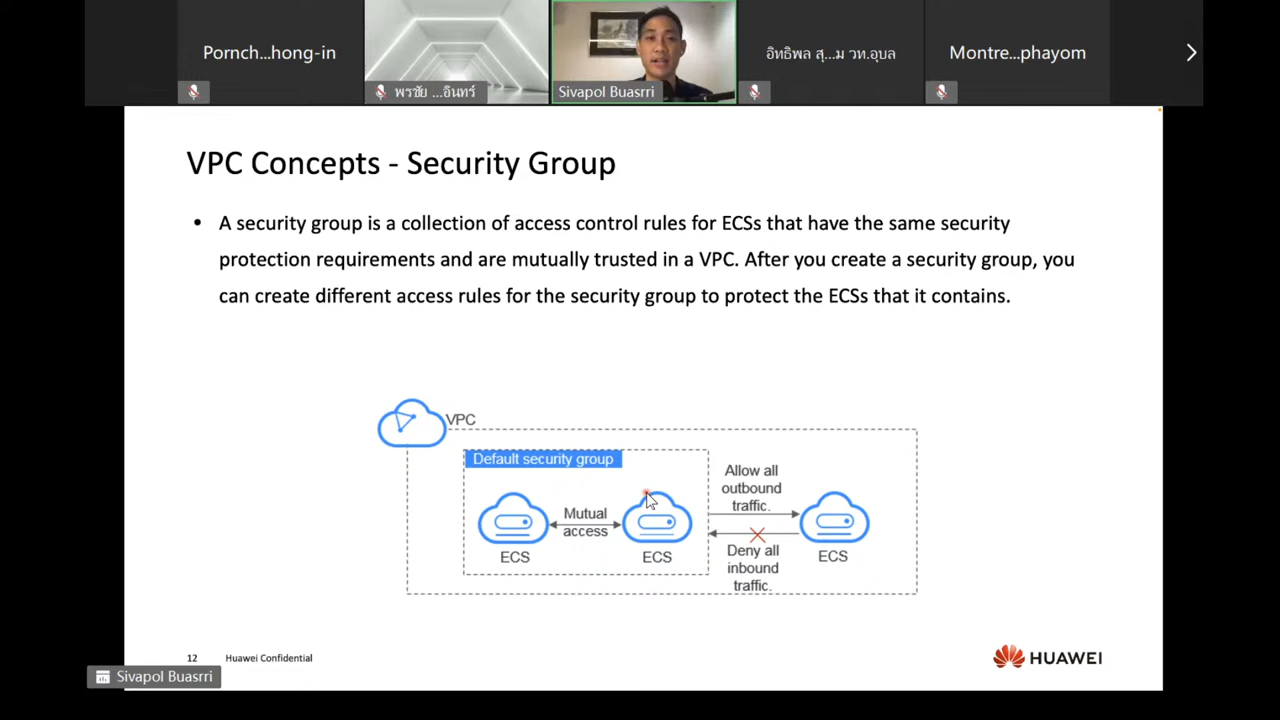 Pornch...hong-in
พรชัย ...อินทร์
Sivapol Buasrri
อิทธิพล สุ...ม วท.อุบล
Montre...phayom
VPC Concepts - Security Group
• A security group is a collection of access control rules for ECSs that have the same security
protection requirements and are mutually trusted in a VPC. After you create a security group, you
can create different access rules for the security group to protect the ECSs that it contains.
VPC
Default security group
Mutual
access
ECS
ECS
Allow all
outbound
traffic.
Deny all
inbound
traffic.
ECS
12
Huawei Confidential
HUAWEI
Sivapol Buasrri